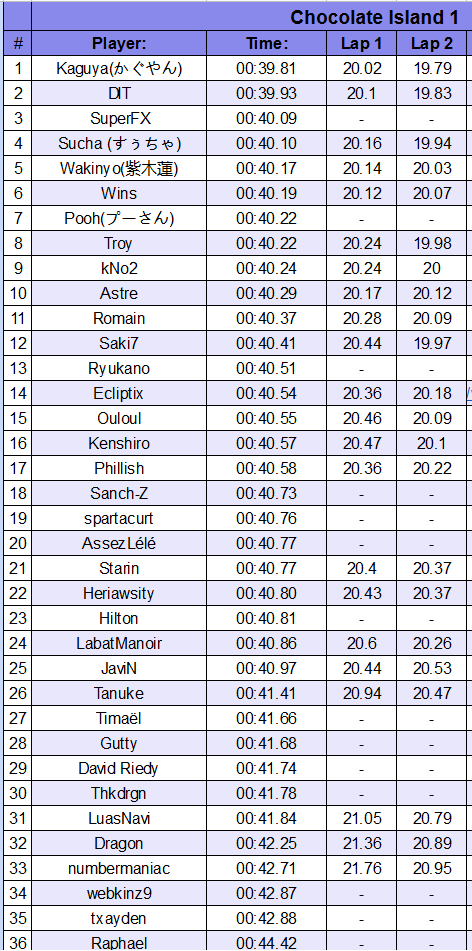 Chocolate Island 1
# Player: Time: Lap 1 Lap 2
1 Kaguya(かぐやん) 00:39.81 20.02 19.79
2 DIT 00:39.93 20.1 19.83
3 SuperFX 00:40.09 - -
4 Sucha (すぅちゃ) 00:40.10 20.16 19.94
5 Wakinyo(紫木蓮) 00:40.17 20.14 20.03
6 Wins 00:40.19 20.12 20.07
7 Pooh(プーさん) 00:40.22 - -
8 Troy 00:40.22 20.24 19.98
9 kNo2 00:40.24 20.24 20
10 Astre 00:40.29 20.17 20.12
11 Romain 00:40.37 20.28 20.09
12 Saki7 00:40.41 20.44 19.97
13 Ryukano 00:40.51 - -
14 Ecliptix 00:40.54 20.36 20.18
15 Ouloul 00:40.55 20.46 20.09
16 Kenshiro 00:40.57 20.47 20.1
17 Phillish 00:40.58 20.36 20.22
18 Sanch-Z 00:40.73 - -
19 spartacurt 00:40.76 - -
20 AssezLélé 00:40.77 - -
21 Starin 00:40.77 20.4 20.37
22 Heriawsity 00:40.80 20.43 20.37
23 Hilton 00:40.81 - -
24 LabatManoir 00:40.86 20.6 20.26
25 JaviN 00:40.97 20.44 20.53
26 Tanuke 00:41.41 20.94 20.47
27 Timaël 00:41.66 - -
28 Gutty 00:41.68 - -
29 David Riedy 00:41.74 - -
30 Thkdrgn 00:41.78 - -
31 LuasNavi 00:41.84 21.05 20.79
32 Dragon 00:42.25 21.36 20.89
33 numbermaniac 00:42.71 21.76 20.95
34 webkinz9 00:42.87 - -
35 txayden 00:42.88 - -
36 Raphael 00:44.42 - -